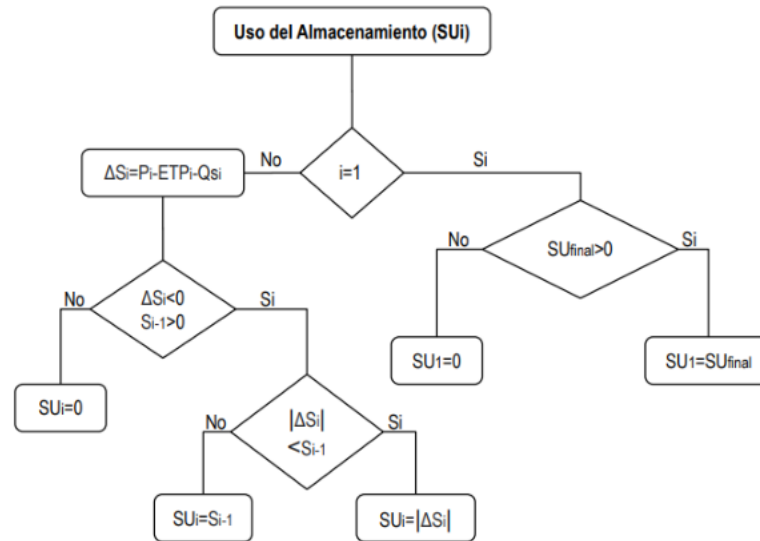 Uso del Almacenamiento (SUi)
No
Si
ΔSi=Pi-ETPi-Qsi
i=1
No
Si
SUfinal>0
No
Si
ΔSi<0
Si-1>0
SU1=0
SU1=SUfinal
SUi=0
No
Si
|ΔSi|
<Si-1
SUi=Si-1
SUi=|ΔSi|